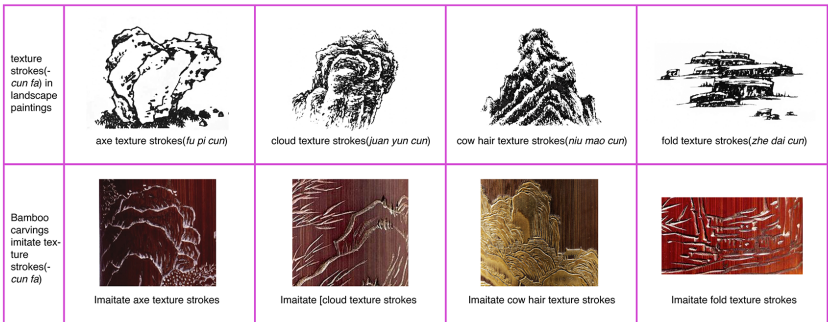 texture
strokes(-
cun fa) in
landscape
paintings
axe texture strokes(fu pi cun)
cloud texture strokes(juan yun cun)
cow hair texture strokes(niu mao cun)
fold texture strokes(zhe dai cun)
Bamboo
carvings
imitate tex-
ture
strokes(-
cun fa)
Imaitate axe texture strokes
Imaitate [cloud texture strokes
Imaitate cow hair texture strokes
Imaitate fold texture strokes